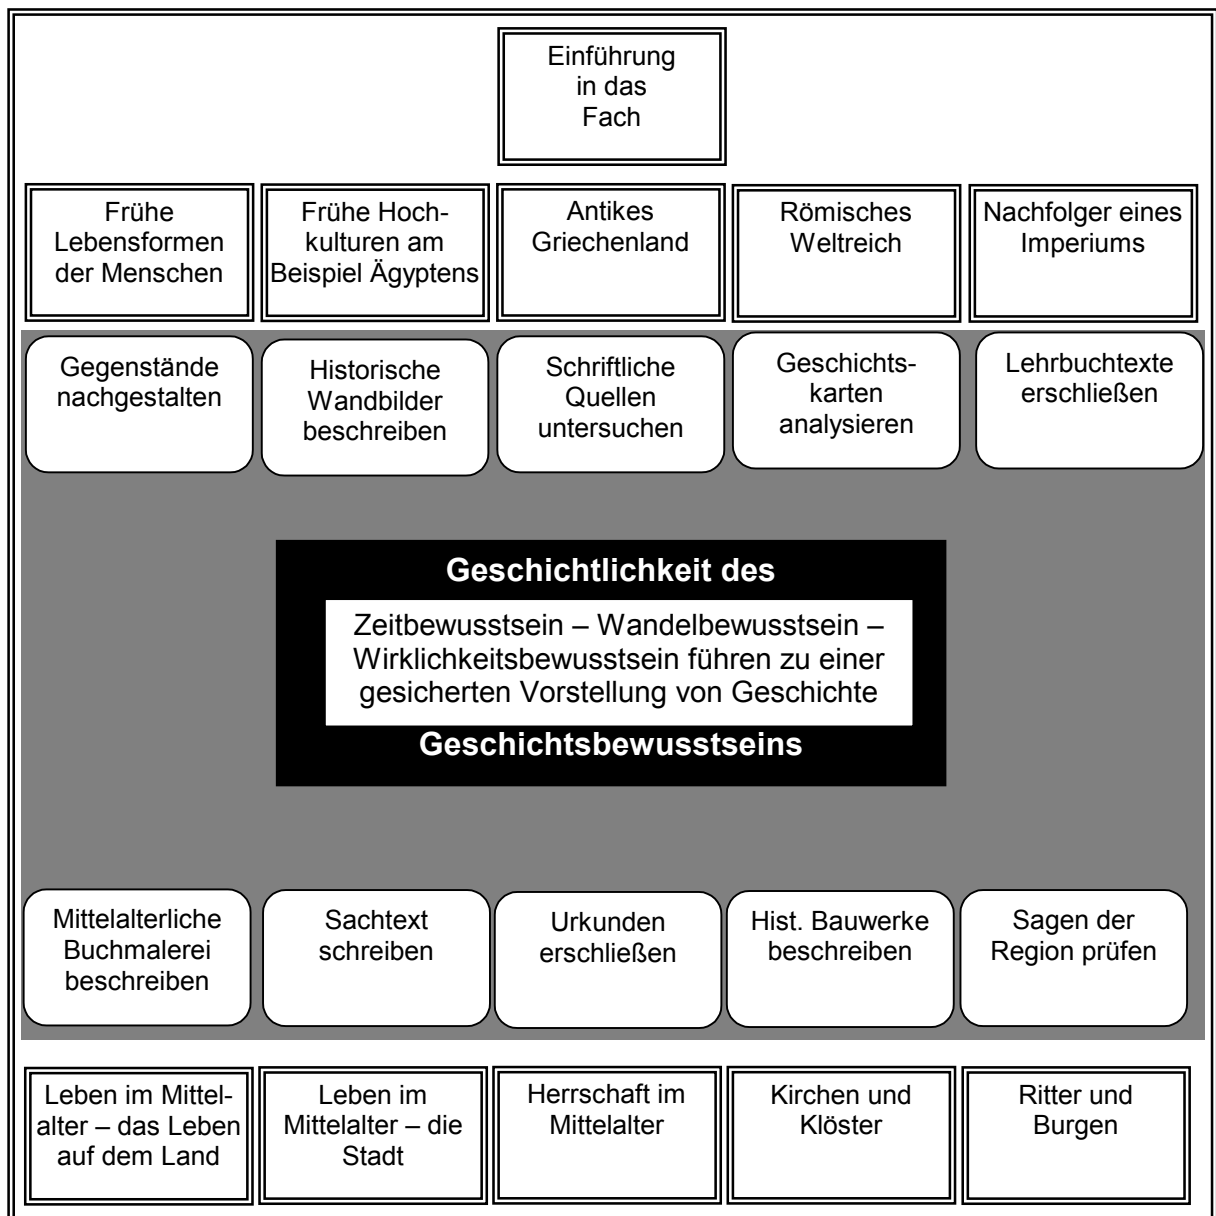 Einführung
in das
Fach
Frühe
Lebensformen
der Menschen
Frühe Hoch-
kulturen am
Beispiel Ägyptens
Antikes
Griechenland
Römisches
Weltreich
Nachfolger eines
Imperiums
Gegenstände
nachgestalten
Historische
Wandbilder
beschreiben
Schriftliche
Quellen
untersuchen
Geschichts-
karten
analysieren
Lehrbuchtexte
erschließen
Geschichtlichkeit des
Zeitbewusstsein – Wandelbewusstsein –
Wirklichkeitsbewusstsein führen zu einer
gesicherten Vorstellung von Geschichte
Geschichtsbewusstseins
Mittelalterliche
Buchmalerei
beschreiben
Sachtext
schreiben
Urkunden
erschließen
Hist. Bauwerke
beschreiben
Sagen der
Region prüfen
Leben im Mittel-
alter – das Leben
auf dem Land
Leben im
Mittelalter – die
Stadt
Herrschaft im
Mittelalter
Kirchen und
Klöster
Ritter und
Burgen